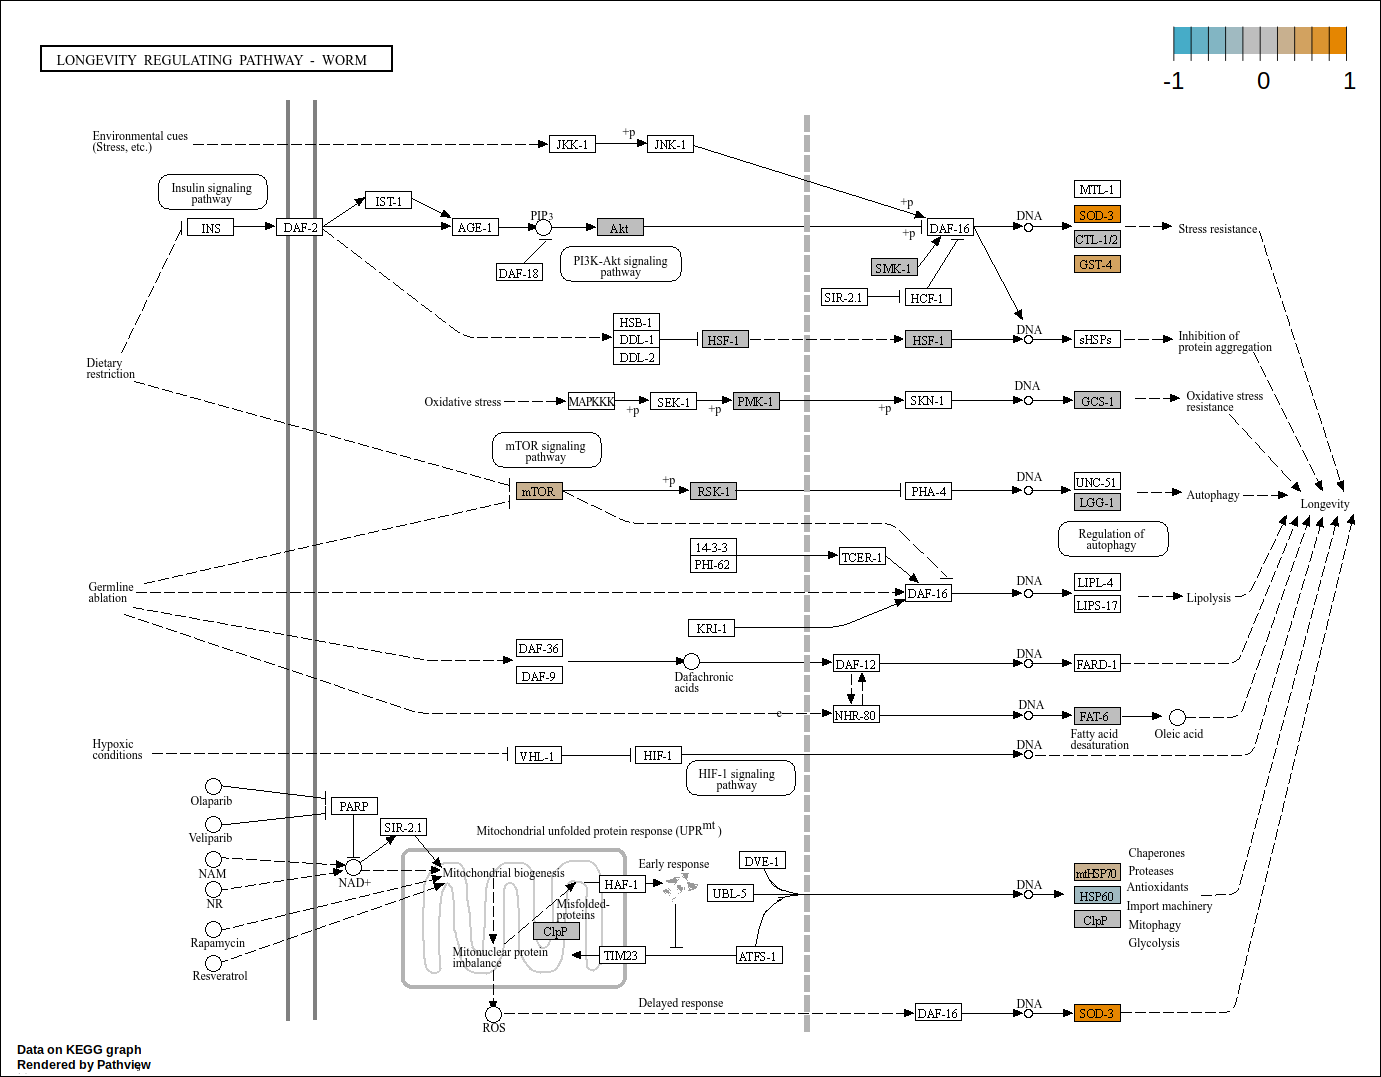 LONGEVITY REGULATING PATHWAY - WORM
-1 0 1
Environmental cues
(Stress, etc.)
JKK-1
+p
JNK-1
Insulin signaling
pathway
INS
DAF-2
IST-1
AGE-1
PIP3
Akt
DAF-18
PI3K-Akt signaling
pathway
+p
+p
DAF-16
SMK-1
SIR-2.1
HCF-1
DNA
MTL-1
SOD-3
CTL-1/2
GST-4
Stress resistance
HSB-1
DDL-1
DDL-2
HSF-1
HSF-1
DNA
sHSPs
Inhibition of
protein aggregation
Dietary
restriction
Oxidative stress
MAPKKK
+p
SEK-1
+p
PMK-1
+p
SKN-1
DNA
GCS-1
Oxidative stress
resistance
mTOR signaling
pathway
mTOR
+p
RSK-1
PHA-4
DNA
UNC-51
LGG-1
Autophagy
Longevity
Regulation of
autophagy
14-3-3
PHI-62
TCER-1
Germline
ablation
DAF-16
DNA
LIPL-4
LIPS-17
Lipolysis
KRI-1
DAF-36
DAF-9
Dafachronic
acids
DAF-12
DNA
FARD-1
e
NHR-80
DNA
FAT-6
Fatty acid
desaturation
Oleic acid
Hypoxic
conditions
VHL-1
HIF-1
DNA
HIF-1 signaling
pathway
Olaparib
PARP
Veliparib
SIR-2.1
NAM
NAD+
NR
Rapamycin
Resveratrol
Mitochondrial unfolded protein response (UPRmt)
Mitochondrial biogenesis
Early response
HAF-1
Misfolded-
proteins
ClpP
Mitonuclear protein
imbalance
TIM23
DVE-1
UBL-5
ATFS-1
DNA
mtHSP70
HSP60
ClpP
Chaperones
Proteases
Antioxidants
Import machinery
Mitophagy
Glycolysis
ROS
Delayed response
DAF-16
DNA
SOD-3
Data on KEGG graph
Rendered by Pathview